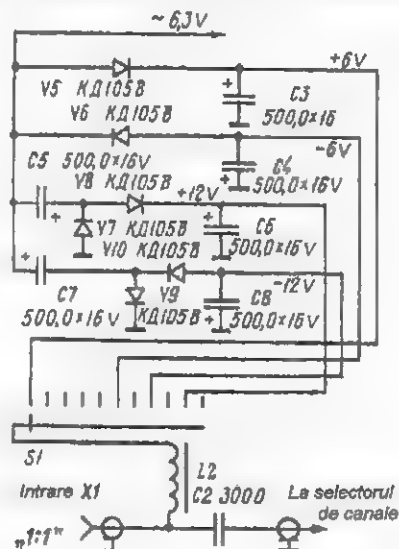 ~ 6,3V
+6V
V5 КД105В
V6 КД105В
C3
500,0×16
-6V
C5 500,0×16V
C4
500,0×16V
V8 КД105В
+12V
V7 КД105В
V10 КД105В
C6
500,0×16V
-12V
C7
500,0×16V
V9
КД105В
C8
500,0×16V
S1
L2
Intrare X1
C2 3000
La selectorul
de canale
„1:1”